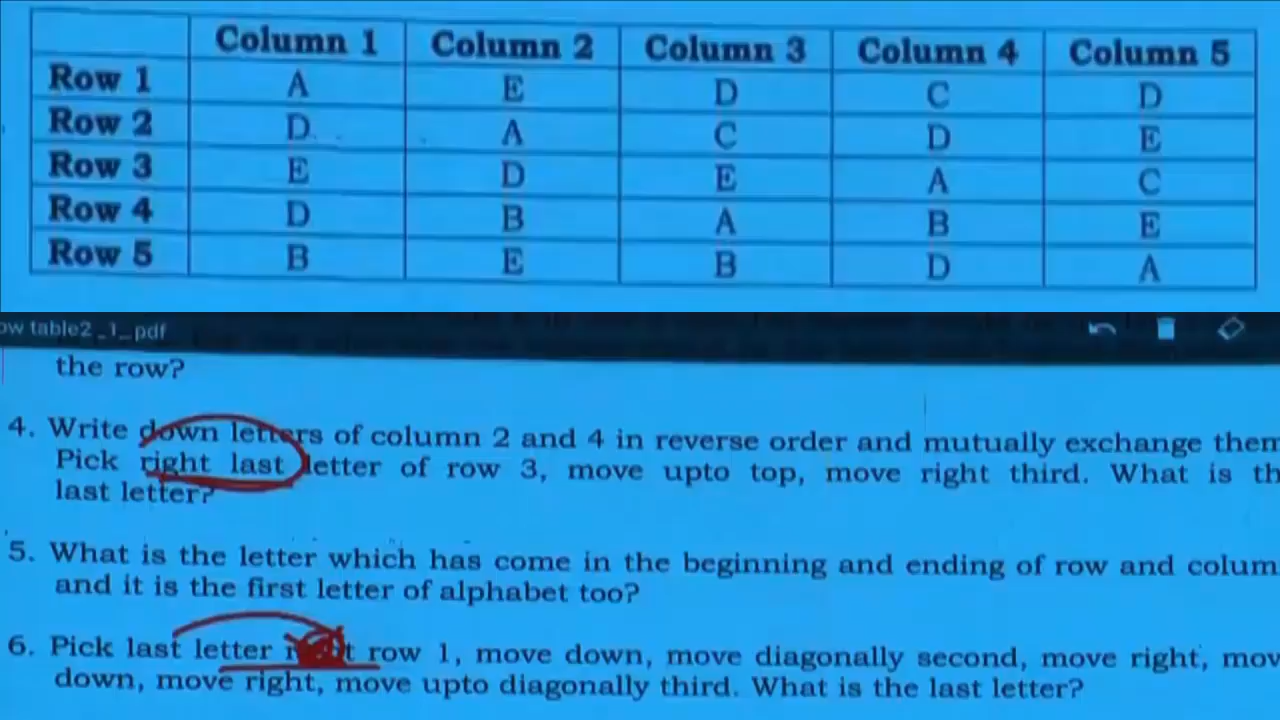 Column 1 Column 2 Column 3 Column 4 Column 5
Row 1 A E D C D
Row 2 D A C D E
Row 3 E D E A C
Row 4 D B A B E
Row 5 B E B D A
ow table2_1_pdf
the row?
4. Write down letters of column 2 and 4 in reverse order and mutually exchange them
Pick right last letter of row 3, move upto top, move right third. What is th
last letter?
5. What is the letter which has come in the beginning and ending of row and colum
and it is the first letter of alphabet too?
6. Pick last letter row 1, move down, move diagonally second, move right, mov
down, move right, move upto diagonally third. What is the last letter?